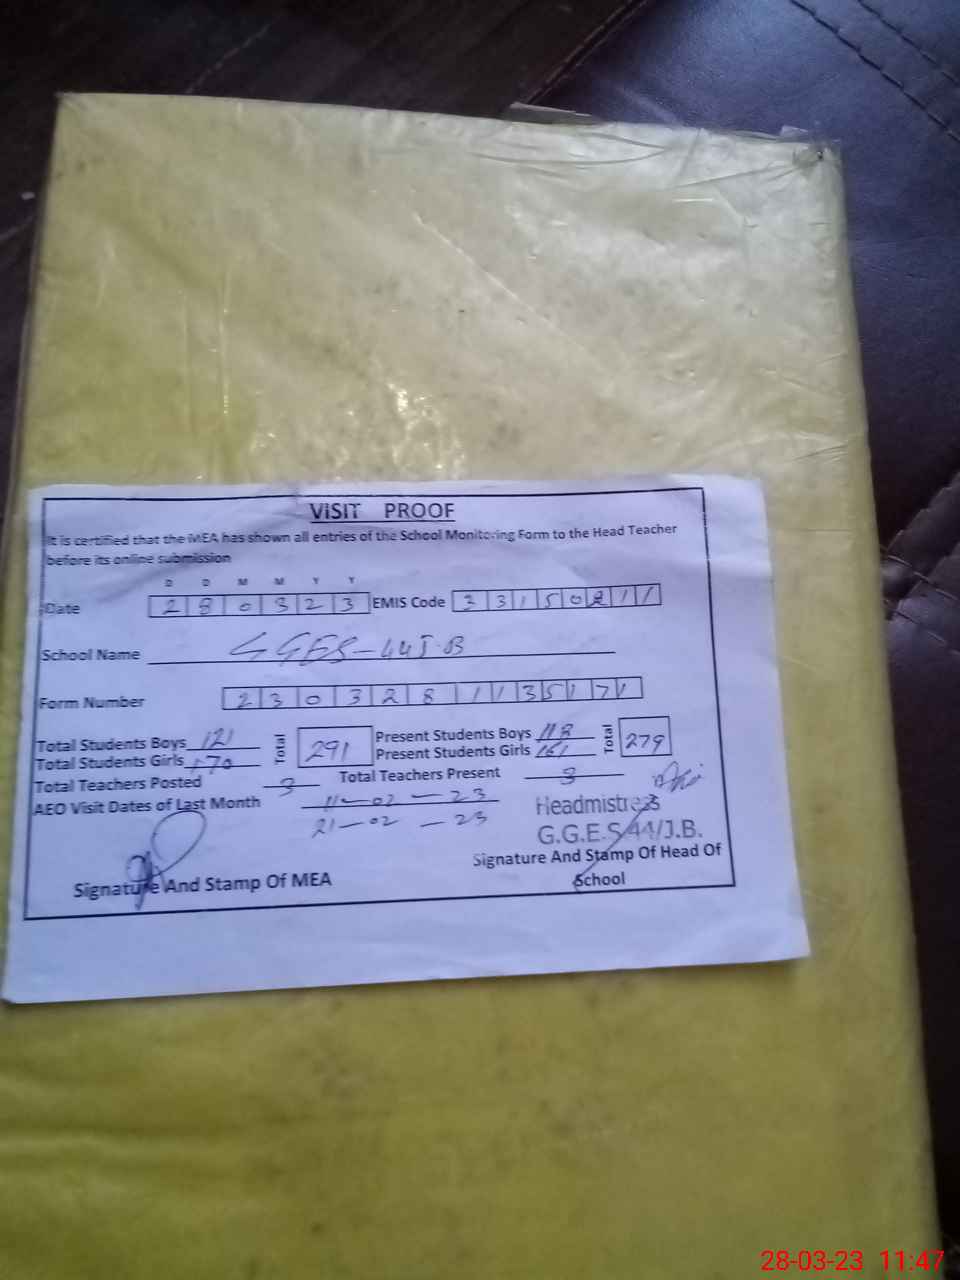 VISIT PROOF
It is certified that the MEA has shown all entries of the School Monitoring Form to the Head Teacher
before its online submission
D D M M Y Y
Date 2 8 0 3 2 3 EMIS Code 3 3 1 5 0 2 1 1
School Name GGES-44 J.B
Form Number 2 3 0 3 2 8 1 1 3 5 1 7 1
Total Students Boys 121 Total 291 Present Students Boys 118 Total 279
Total Students Girls 170 Present Students Girls 161
Total Teachers Posted 3 Total Teachers Present 3
AEO Visit Dates of Last Month 11-02-23
21-02-23
Headmistress
G.G.E.S 44/J.B.
Signature And Stamp Of MEA Signature And Stamp Of Head Of
School
28-03-23 11:47